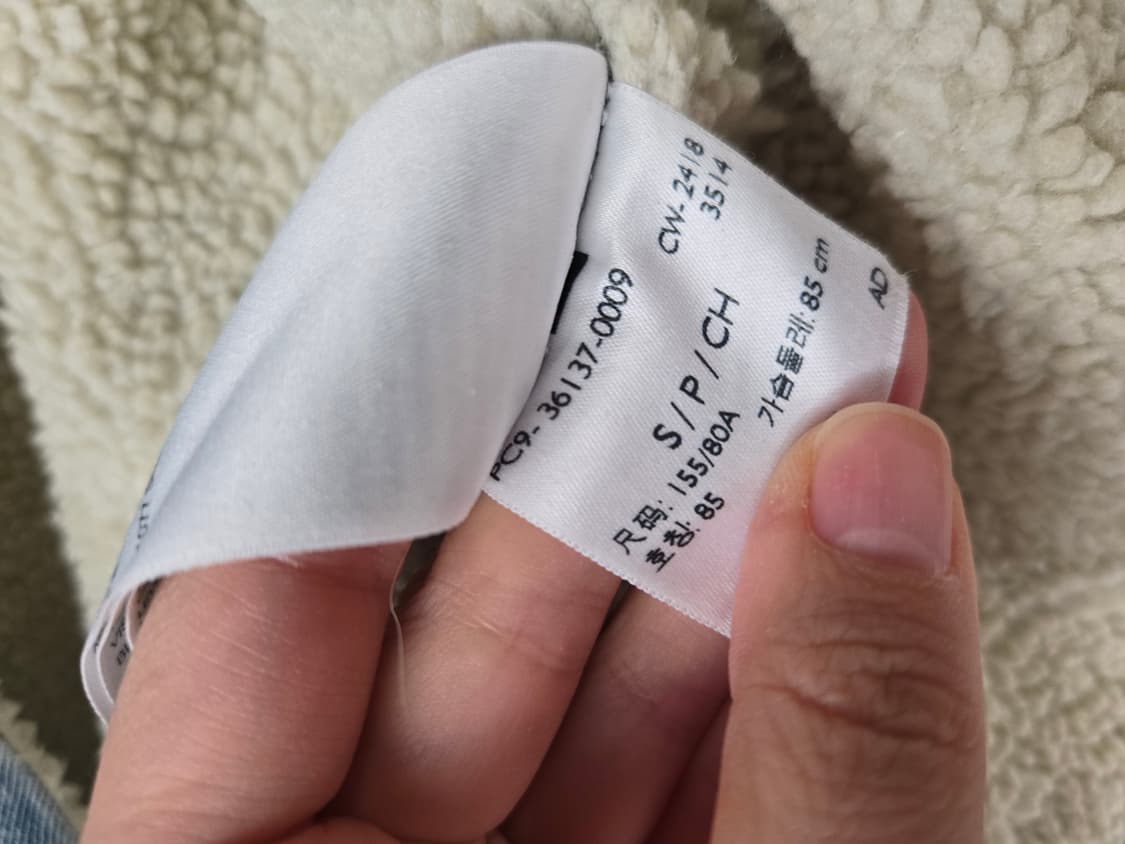 CW-2418
3514
PC9-36137-0009
S / P / CH
尺码: 155/80A
호칭: 85
가슴둘레: 85 cm
AD